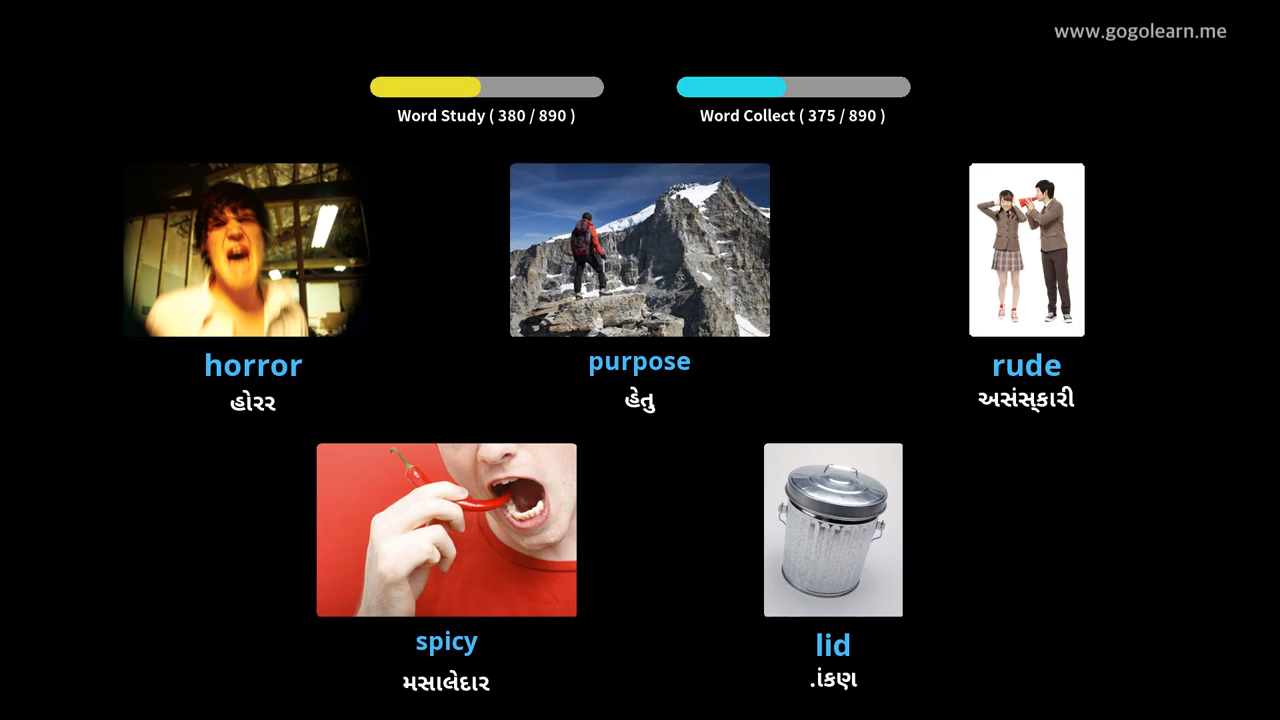 www.gogolearn.me
Word Study ( 380 / 890 )
Word Collect ( 375 / 890 )
horror
હોરર
purpose
હેતુ
rude
અસંસ્કારી
spicy
મસાલેદાર
lid
.ાંકણ